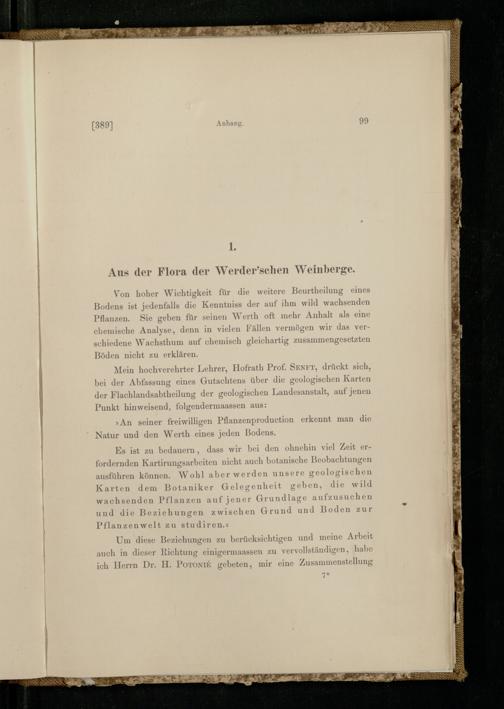 [389] Anhang. 99
1.
Aus der Flora der Werder'schen Weinberge.
Von hoher Wichtigkeit für die weitere Beurtheilung eines
Bodens ist jedenfalls die Kenntniss der auf ihm wild wachsenden
Pflanzen. Sie geben für seinen Werth oft mehr Anhalt als eine
chemische Analyse, denn in vielen Fällen vermögen wir das ver-
schiedene Wachsthum auf chemisch gleichartig zusammengesetzten
Böden nicht zu erklären.
Mein hochverehrter Lehrer, Hofrath Prof. SENFT, drückt sich,
bei der Abfassung eines Gutachtens über die geologischen Karten
der Flachlandsabtheilung der geologischen Landesanstalt, auf jenen
Punkt hinweisend, folgendermaassen aus:
»An seiner freiwilligen Pflanzenproduction erkennt man die
Natur und den Werth eines jeden Bodens.
Es ist zu bedauern, dass wir bei den ohnehin viel Zeit er-
fordernden Kartirungsarbeiten nicht auch botanische Beobachtungen
ausführen können. Wohl aber werden unsere geologischen
Karten dem Botaniker Gelegenheit geben, die wild
wachsenden Pflanzen auf jener Grundlage aufzusuchen
und die Beziehungen zwischen Grund und Boden zur
Pflanzenwelt zu studiren.«
Um diese Beziehungen zu berücksichtigen und meine Arbeit
auch in dieser Richtung einigermaassen zu vervollständigen, habe
ich Herrn Dr. H. POTONIÉ gebeten, mir eine Zusammenstellung
7*